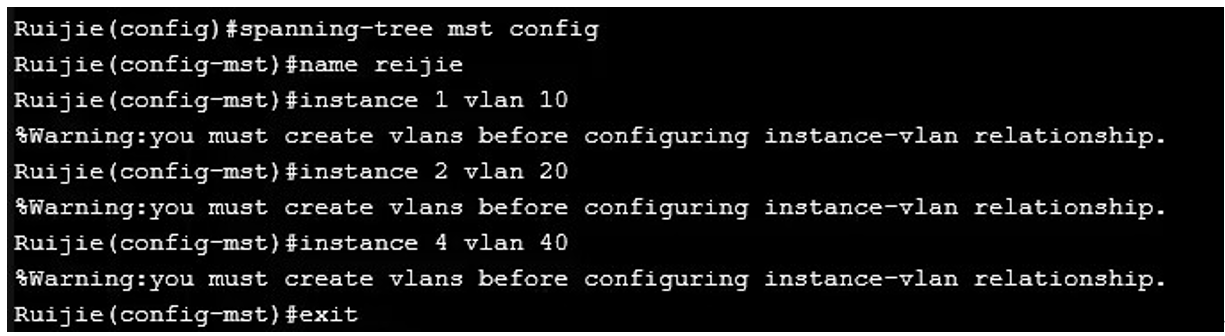 Ruijie(config)#spanning-tree mst config
Ruijie(config-mst)#name reijie
Ruijie(config-mst)#instance 1 vlan 10
%Warning:you must create vlans before configuring instance-vlan relationship.
Ruijie(config-mst)#instance 2 vlan 20
%Warning:you must create vlans before configuring instance-vlan relationship.
Ruijie(config-mst)#instance 4 vlan 40
%Warning:you must create vlans before configuring instance-vlan relationship.
Ruijie(config-mst)#exit